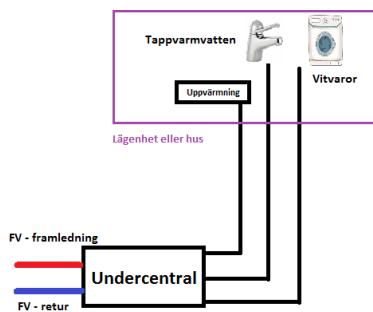 Tappvarmvatten
Vitvaror
Uppvärmning
Lägenhet eller hus
FV - framledning
Undercentral
FV - retur